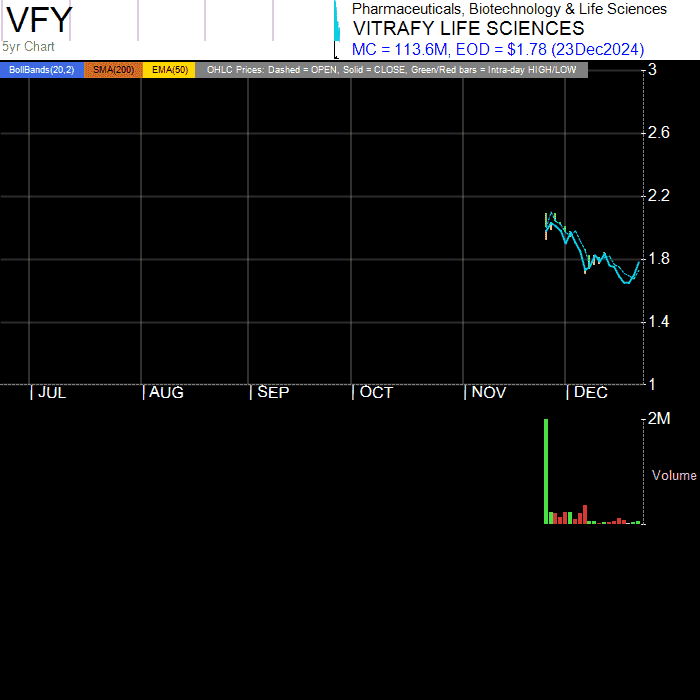 VFY
5yr Chart
Pharmaceuticals, Biotechnology & Life Sciences
VITRAFY LIFE SCIENCES
MC = 113.6M, EOD = $1.78 (23Dec2024)
BollBands(20,2) SMA(200) EMA(50) OHLC Prices: Dashed = OPEN, Solid = CLOSE, Green/Red bars = Intra-day HIGH/LOW
3
2.6
2.2
1.8
1.4
1
| JUL | AUG | SEP | OCT | NOV | DEC
2M
Volume